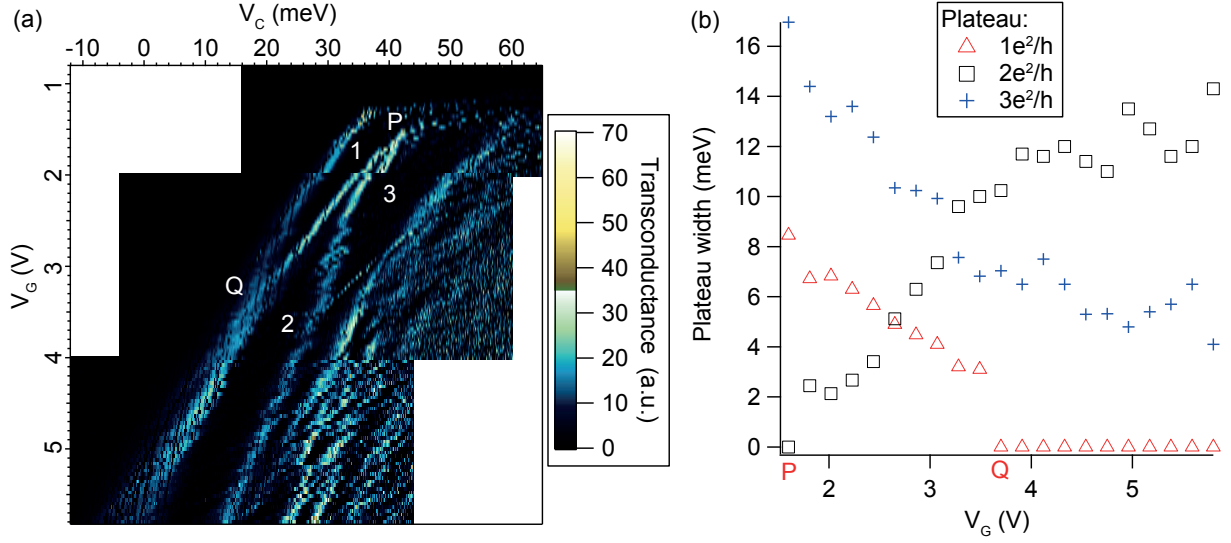 (a)
V_C (meV)
-10 0 10 20 30 40 50 60
1
2
3
4
5
V_G (V)
P
1
3
Q
2
70
60
50
40
30
20
10
0
Transconductance (a.u.)
(b)
Plateau:
1e²/h
2e²/h
3e²/h
16
14
12
10
8
6
4
2
0
Plateau width (meV)
P Q
2 3 4 5
V_G (V)